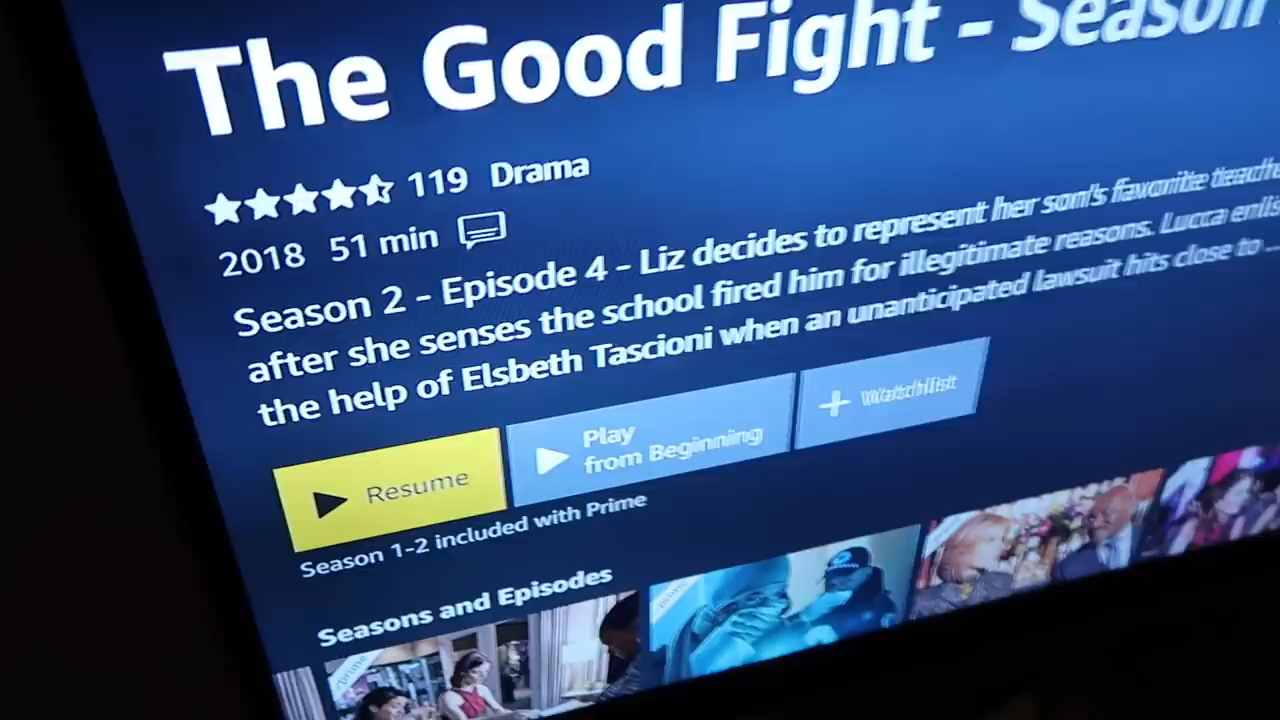 The Good Fight - Season
119 Drama
2018 51 min
Season 2 - Episode 4 - Liz decides to represent her son's favorite
after she senses the school fired him for illegitimate reasons. Lucca
the help of Elsbeth Tascioni when an unanticipated lawsuit hits close to ...
Resume
Play
from Beginning
+ Watchlist
Season 1-2 included with Prime
Seasons and Episodes
prime
prime